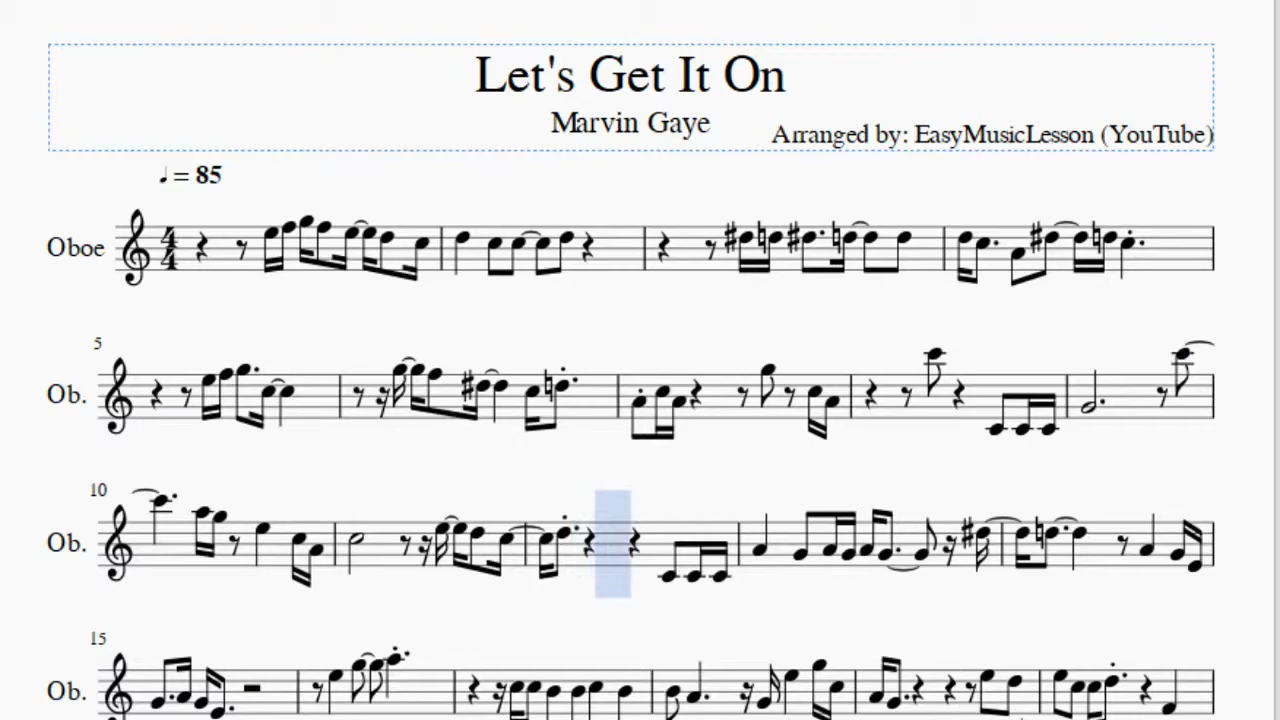 Let's Get It On
Marvin Gaye
Arranged by: EasyMusicLesson (YouTube)
♩ = 85
Oboe
5
Ob.
10
Ob.
15
Ob.